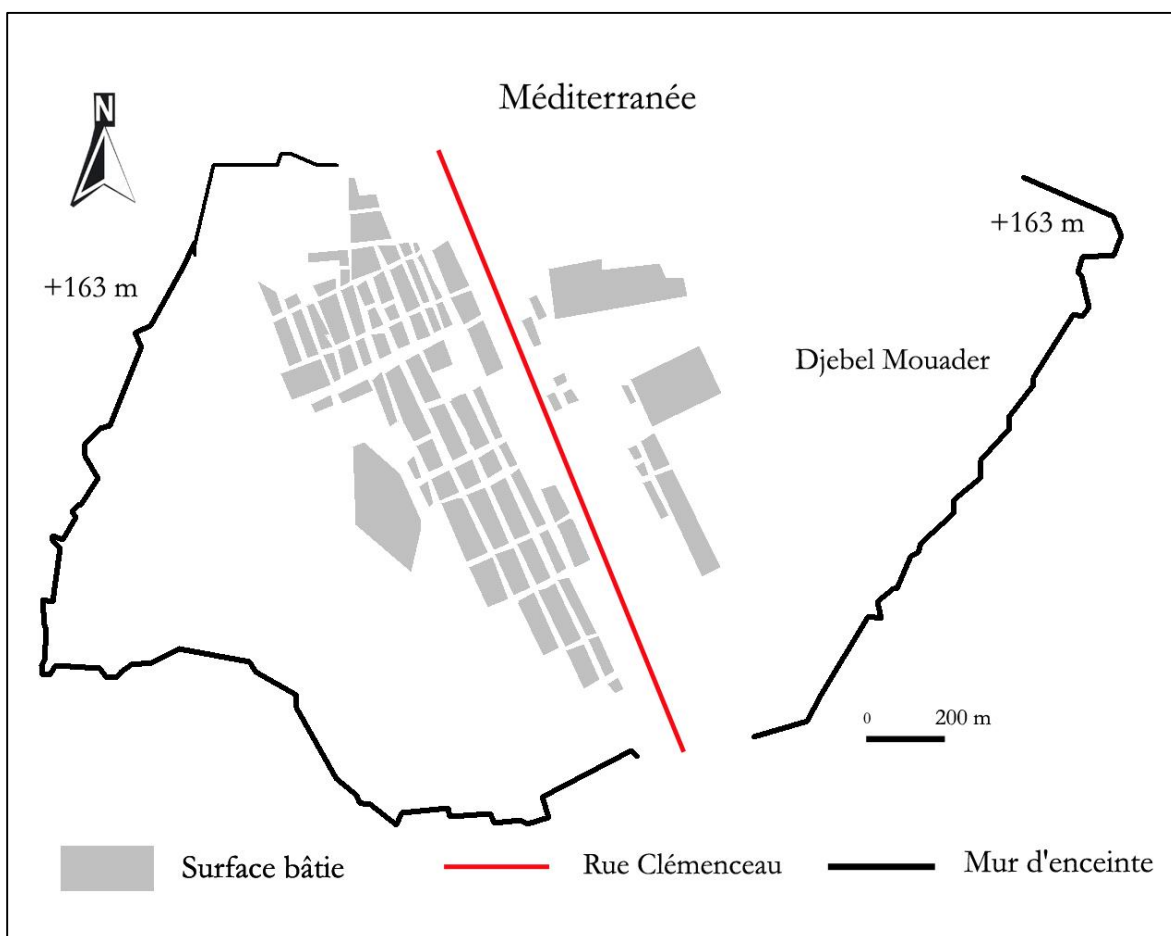 Méditerranée
N
+163 m
+163 m
Djebel Mouader
0 200 m
Surface bâtie
Rue Clémenceau
Mur d'enceinte